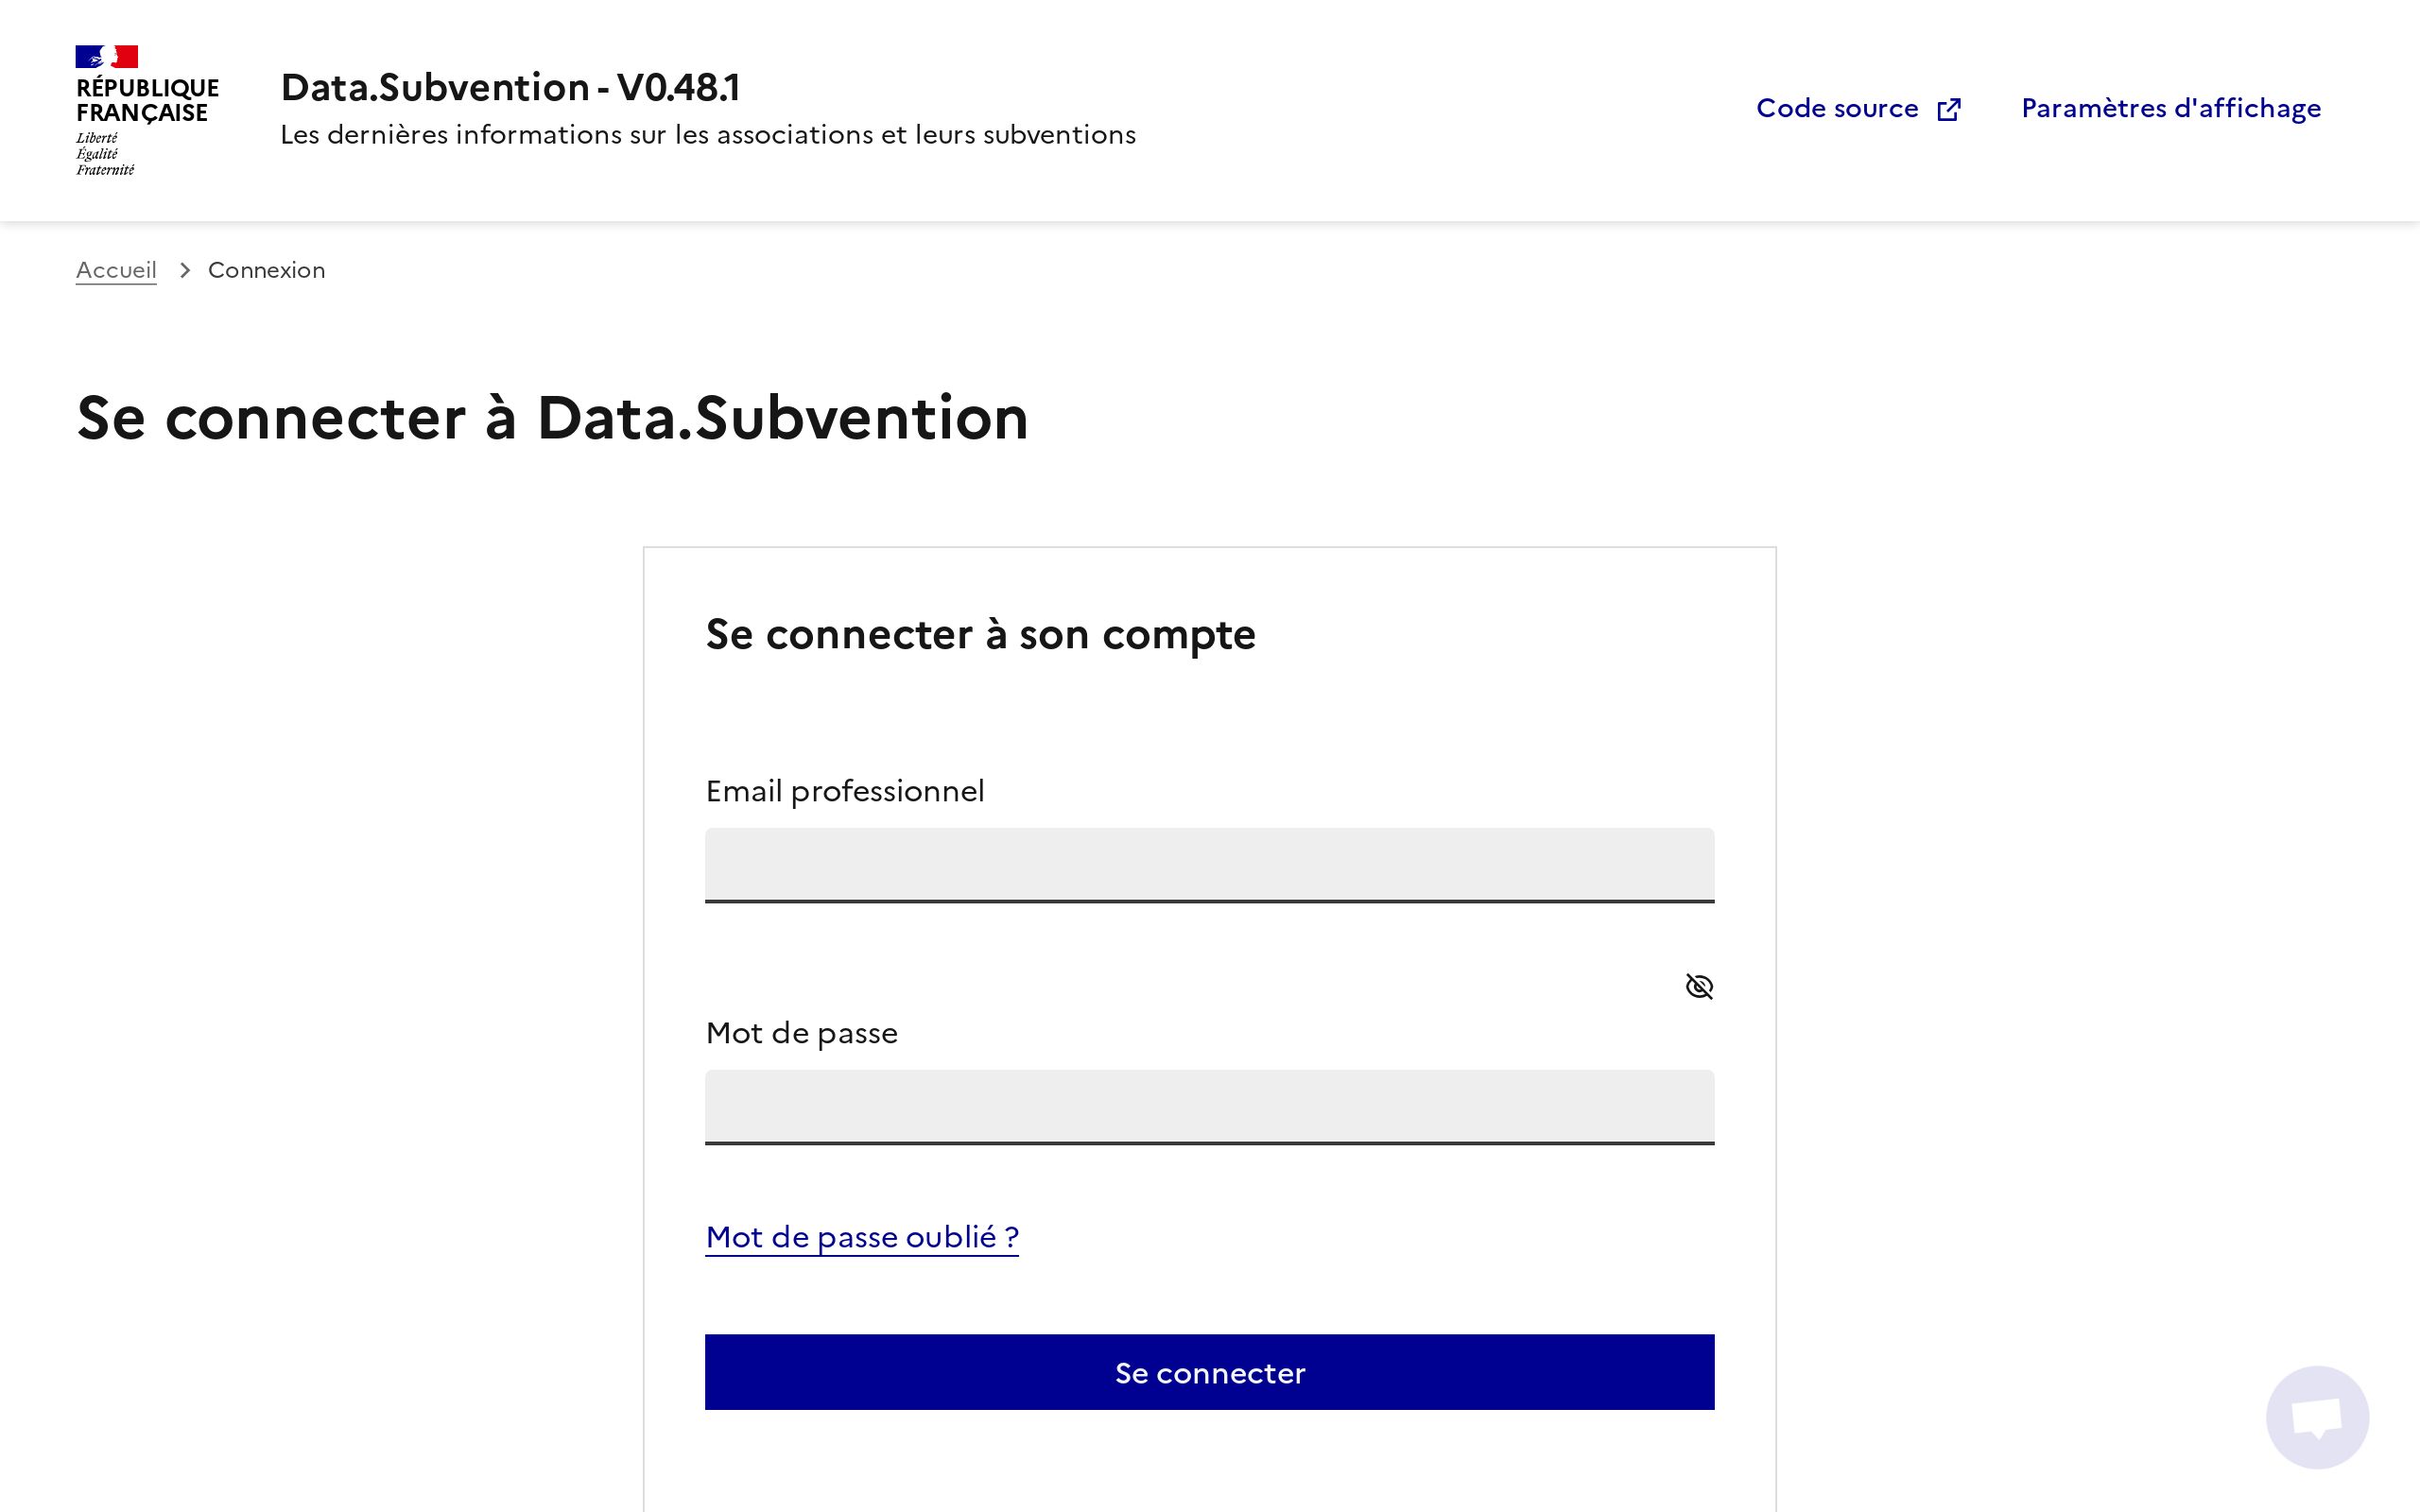 RÉPUBLIQUE
FRANÇAISE
Liberté
Égalité
Fraternité
Data.Subvention - V0.48.1
Les dernières informations sur les associations et leurs subventions
Code source
Paramètres d'affichage
Accueil
Connexion
Se connecter à Data.Subvention
Se connecter à son compte
Email professionnel
Mot de passe
Mot de passe oublié ?
Se connecter